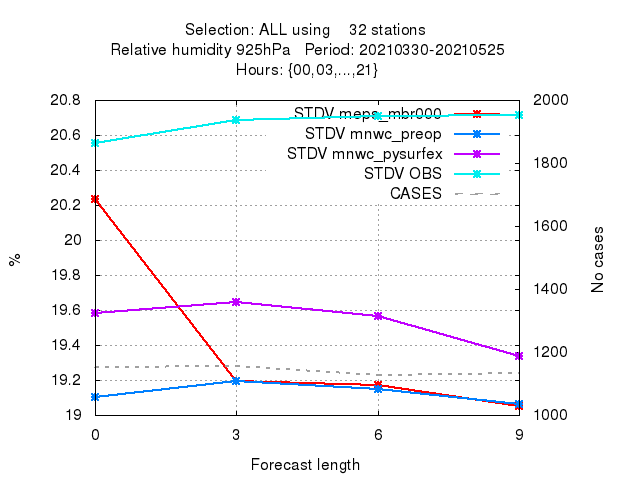 Selection: ALL using    32 stations
Relative humidity 925hPa   Period: 20210330-20210525
Hours: {00,03,...,21}
20.8
20.6
20.4
20.2
20
19.8
19.6
19.4
19.2
19
%
2000
1800
1600
1400
1200
1000
No cases
STDV meps_mbr000
STDV mnwc_preop
STDV mnwc_pysurfex
STDV OBS
CASES
0
3
6
9
Forecast length